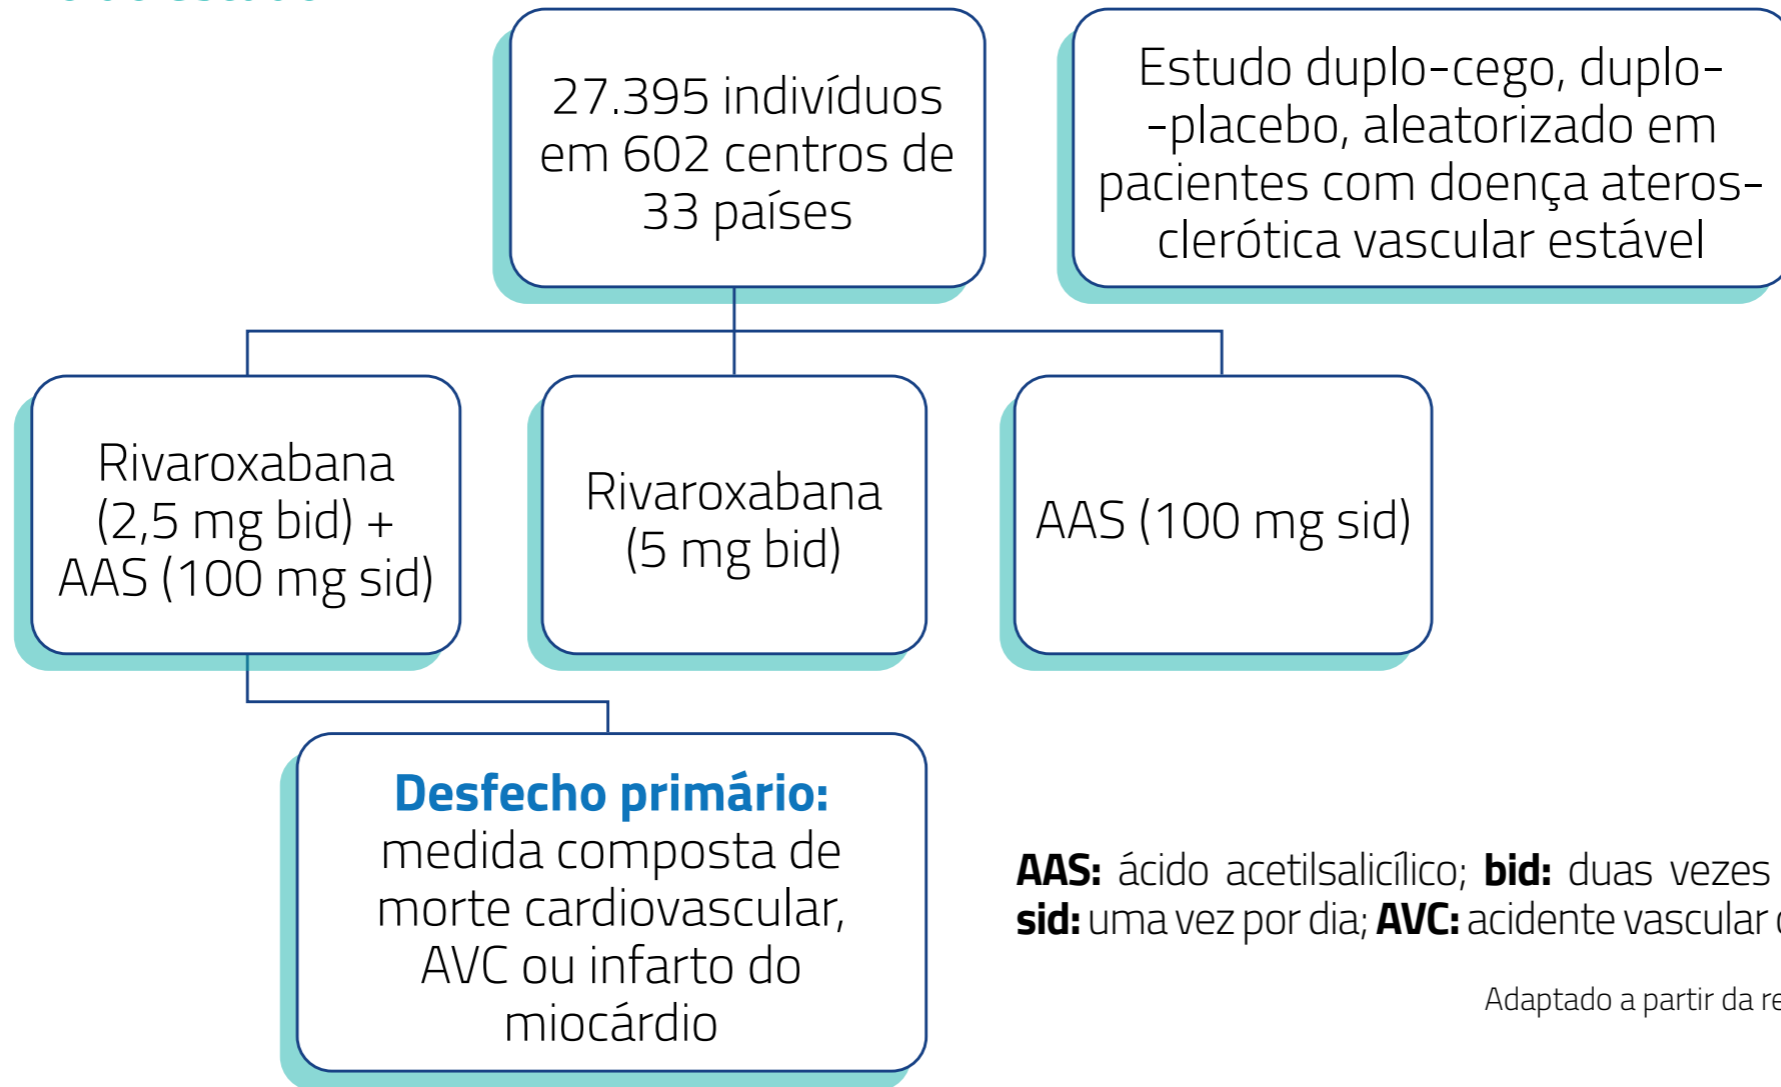 27.395 indivíduos
em 602 centros de
33 países
Estudo duplo-cego, duplo-
-placebo, aleatorizado em
pacientes com doença ateros-
clerótica vascular estável
Rivaroxabana
(2,5 mg bid) +
AAS (100 mg sid)
Rivaroxabana
(5 mg bid)
AAS (100 mg sid)
Desfecho primário:
medida composta de
morte cardiovascular,
AVC ou infarto do
miocárdio
AAS: ácido acetilsalicílico; bid: duas vezes
sid: uma vez por dia; AVC: acidente vascular
Adaptado a partir da